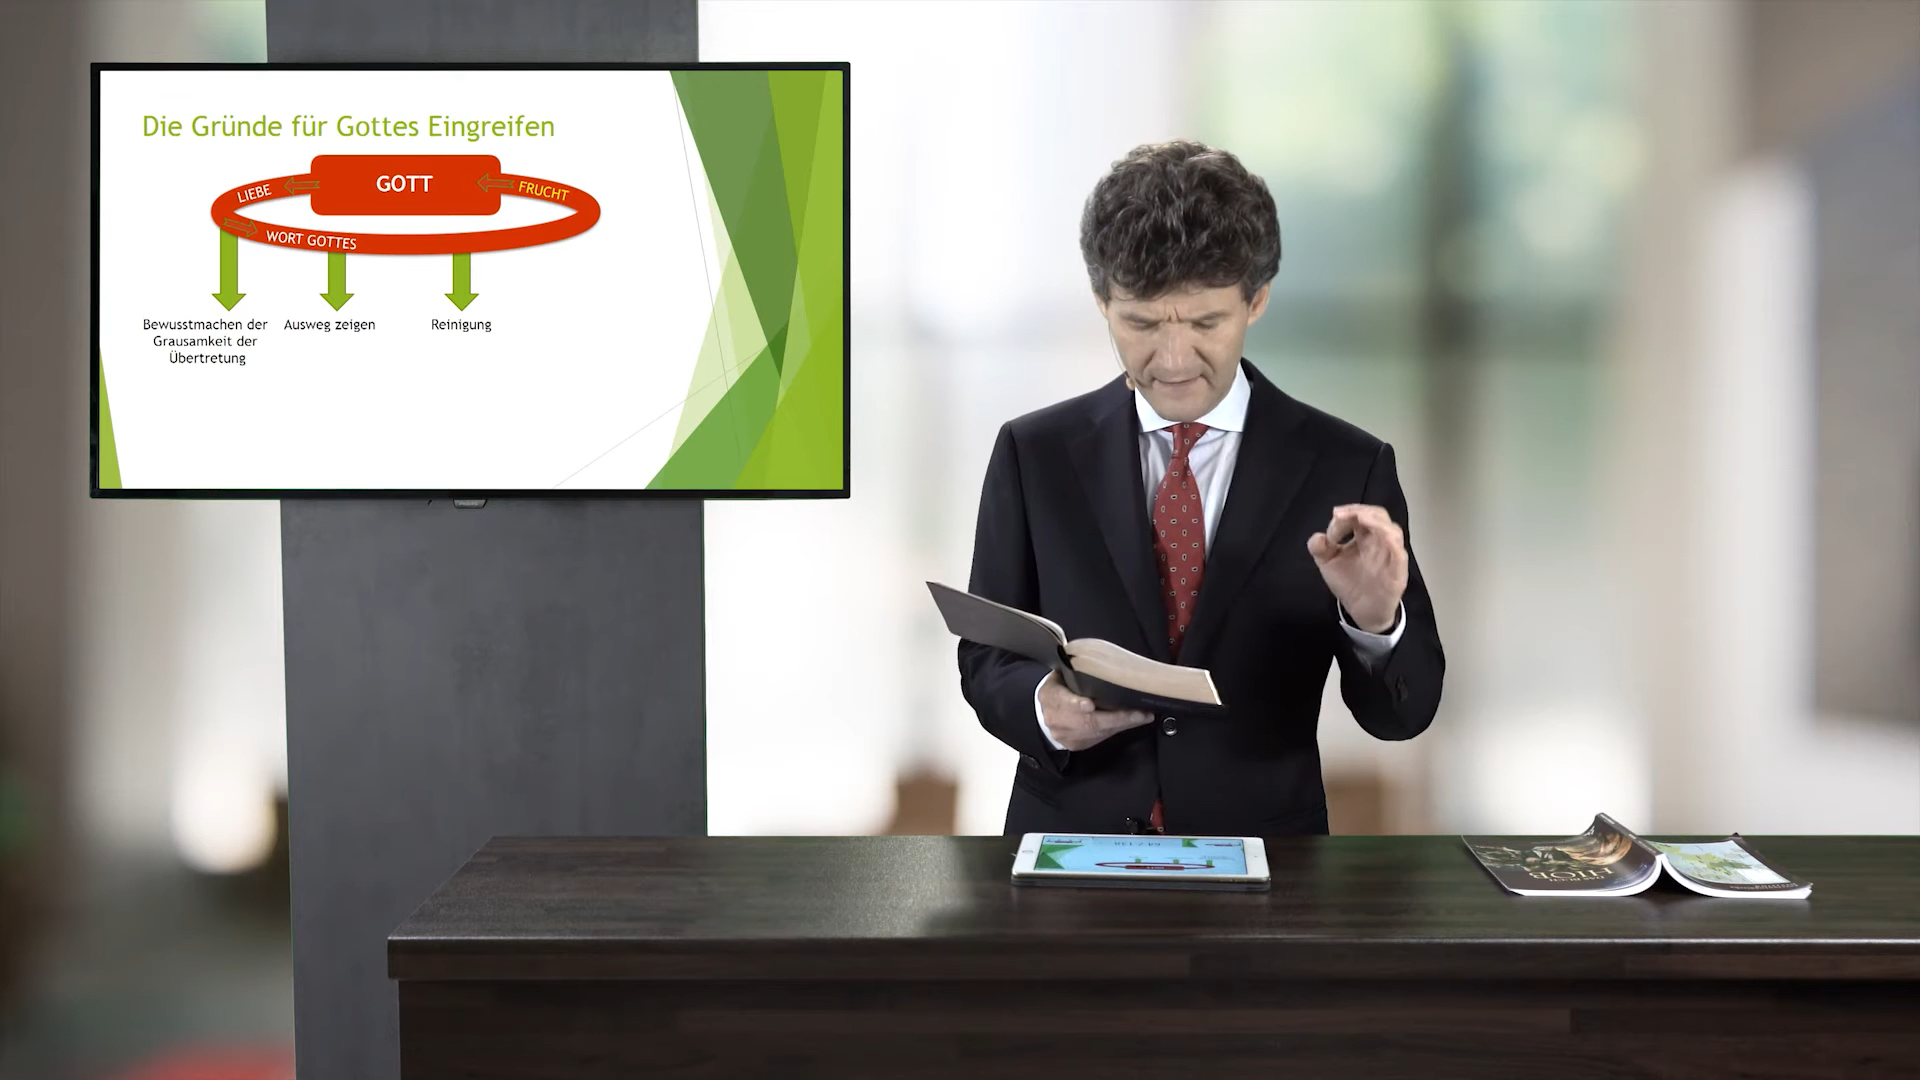 Die Gründe für Gottes Eingreifen
GOTT
LIEBE
FRUCHT
WORT GOTTES
Bewusstmachen der
Grausamkeit der
Übertretung
Ausweg zeigen
Reinigung
HIOB